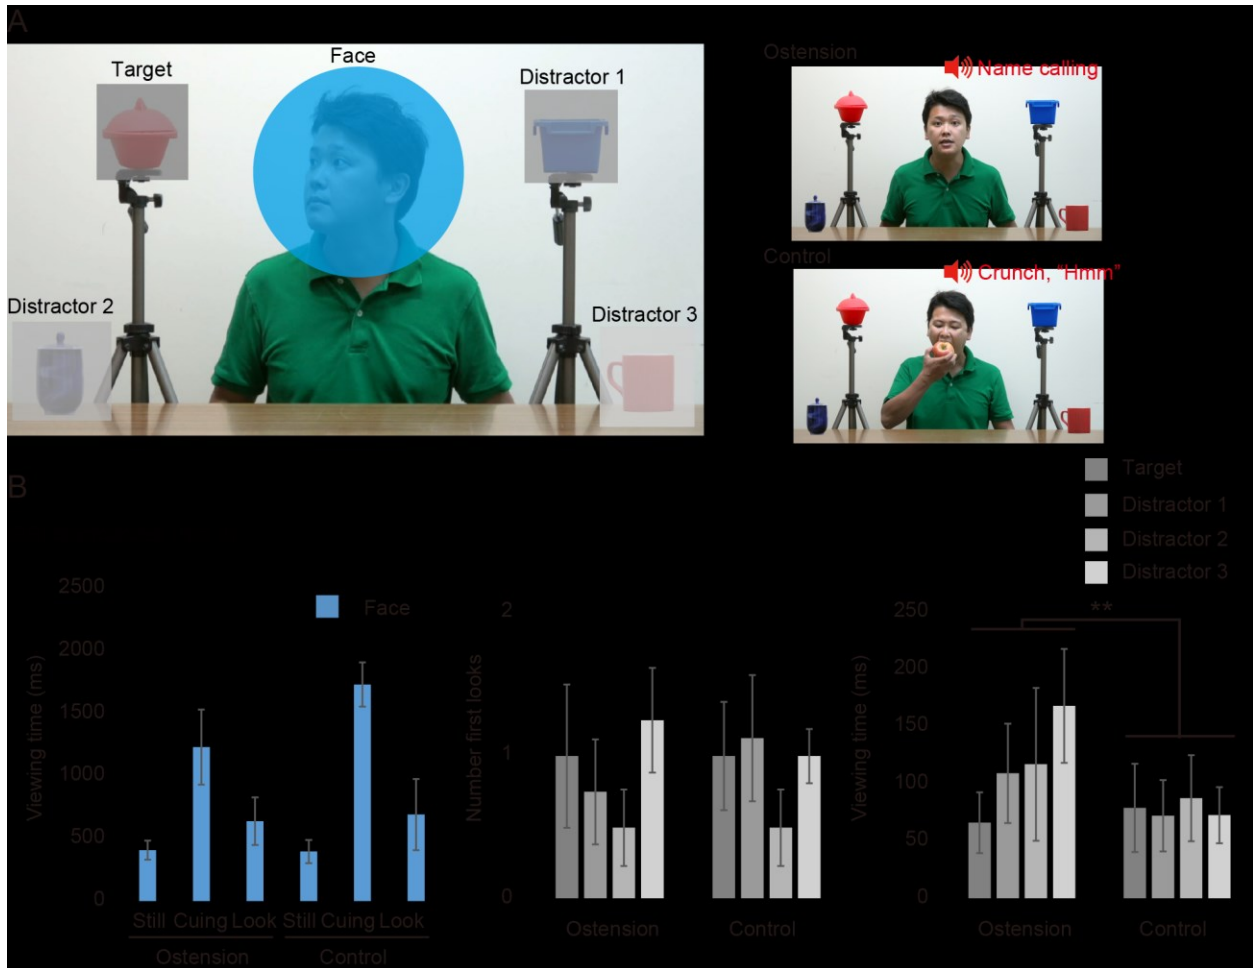 A
Face
Target
Distractor 1
Distractor 2
Distractor 3
Ostension
Name calling
Control
Crunch, “Hmm”
B
Target
Distractor 1
Distractor 2
Distractor 3
Face
Viewing time (ms)
2500
2000
1500
1000
500
0
Still Cuing Look Still Cuing Look
Ostension Control
Number first looks
2
1
0
Ostension Control
Viewing time (ms)
250
200
150
100
50
0
**
Ostension Control